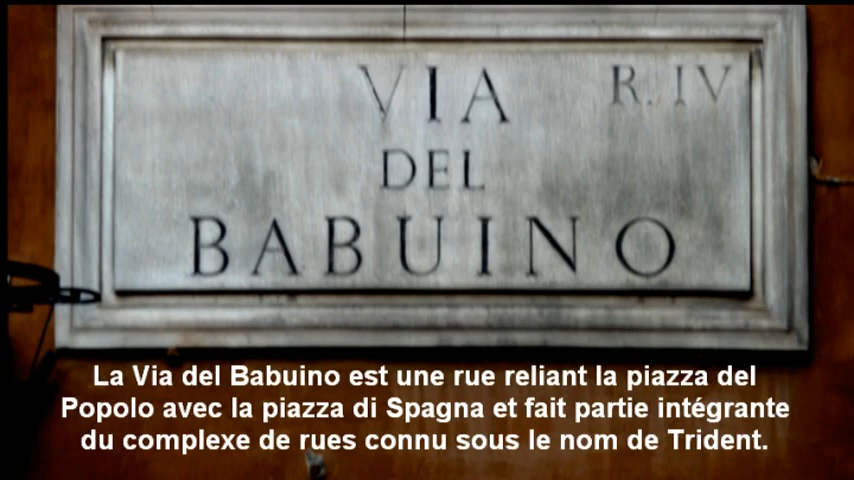 VIA R. IV
DEL
BABUINO
La Via del Babuino est une rue reliant la piazza del
Popolo avec la piazza di Spagna et fait partie intégrante
du complexe de rues connu sous le nom de Trident.